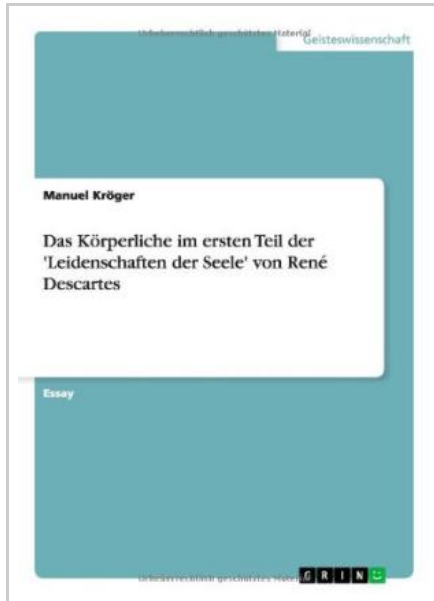 Urheberrechtlich geschütztes Material
Geisteswissenschaft
Manuel Kröger
Das Körperliche im ersten Teil der
'Leidenschaften der Seele' von René
Descartes
Essay
Urheberrechtlich geschütztes Material
GRIN